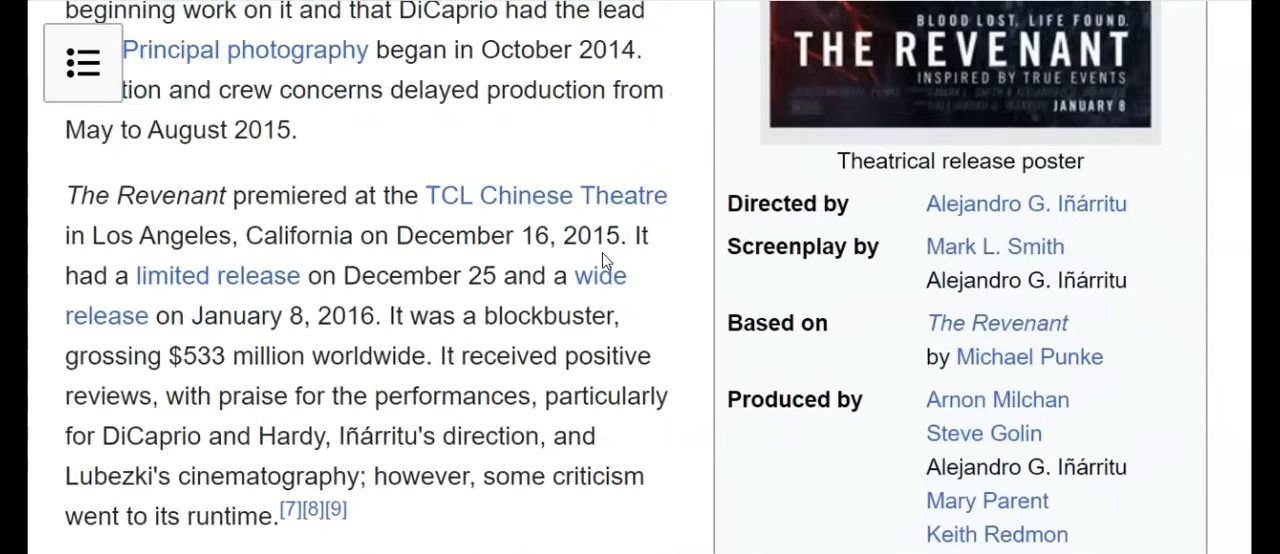 beginning work on it and that DiCaprio had the lead
Principal photography began in October 2014.
tion and crew concerns delayed production from
May to August 2015.
The Revenant premiered at the TCL Chinese Theatre
in Los Angeles, California on December 16, 2015. It
had a limited release on December 25 and a wide
release on January 8, 2016. It was a blockbuster,
grossing $533 million worldwide. It received positive
reviews, with praise for the performances, particularly
for DiCaprio and Hardy, Iñárritu's direction, and
Lubezki's cinematography; however, some criticism
went to its runtime.[7][8][9]
BLOOD LOST. LIFE FOUND.
THE REVENANT
INSPIRED BY TRUE EVENTS
JANUARY 8
Theatrical release poster
Directed by Alejandro G. Iñárritu
Screenplay by Mark L. Smith
Alejandro G. Iñárritu
Based on The Revenant
by Michael Punke
Produced by Arnon Milchan
Steve Golin
Alejandro G. Iñárritu
Mary Parent
Keith Redmon